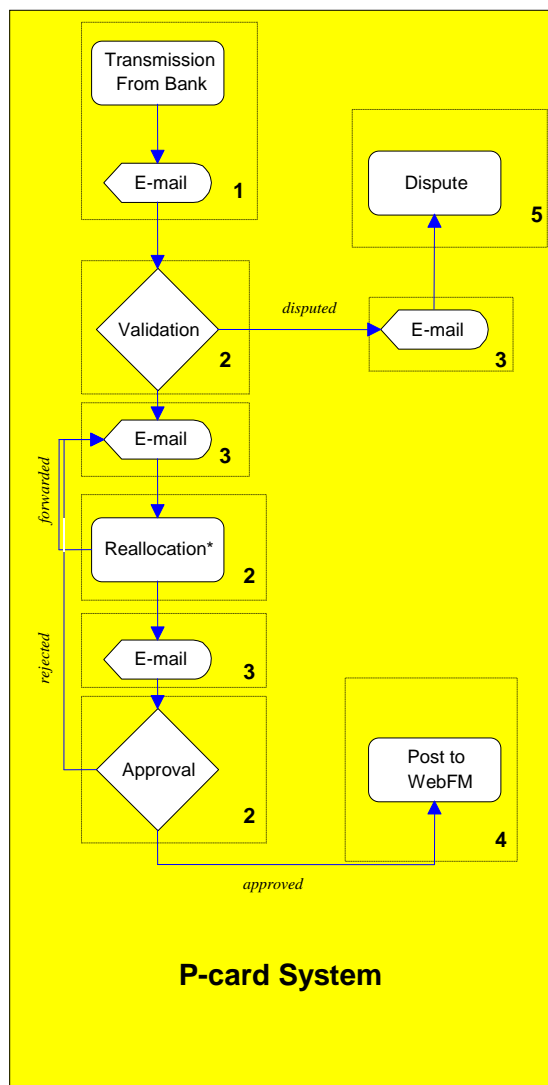 Transmission
From Bank
E-mail
1
Dispute
5
Validation
2
disputed
E-mail
3
E-mail
3
forwarded
Reallocation*
2
E-mail
3
rejected
Approval
2
Post to
WebFM
4
approved
P-card System